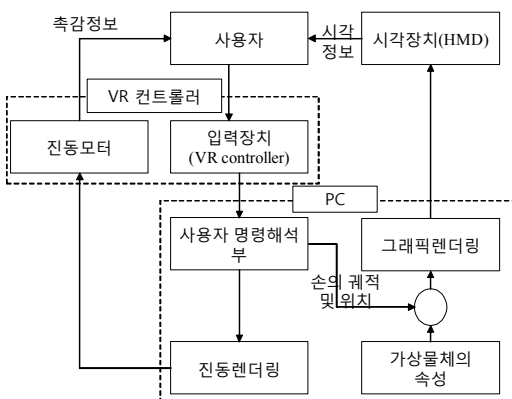 촉감정보
사용자
시각
정보
시각장치(HMD)
VR 컨트롤러
진동모터
입력장치
(VR controller)
PC
사용자 명령해석
부
그래픽렌더링
손의 궤적
및 위치
진동렌더링
가상물체의
속성